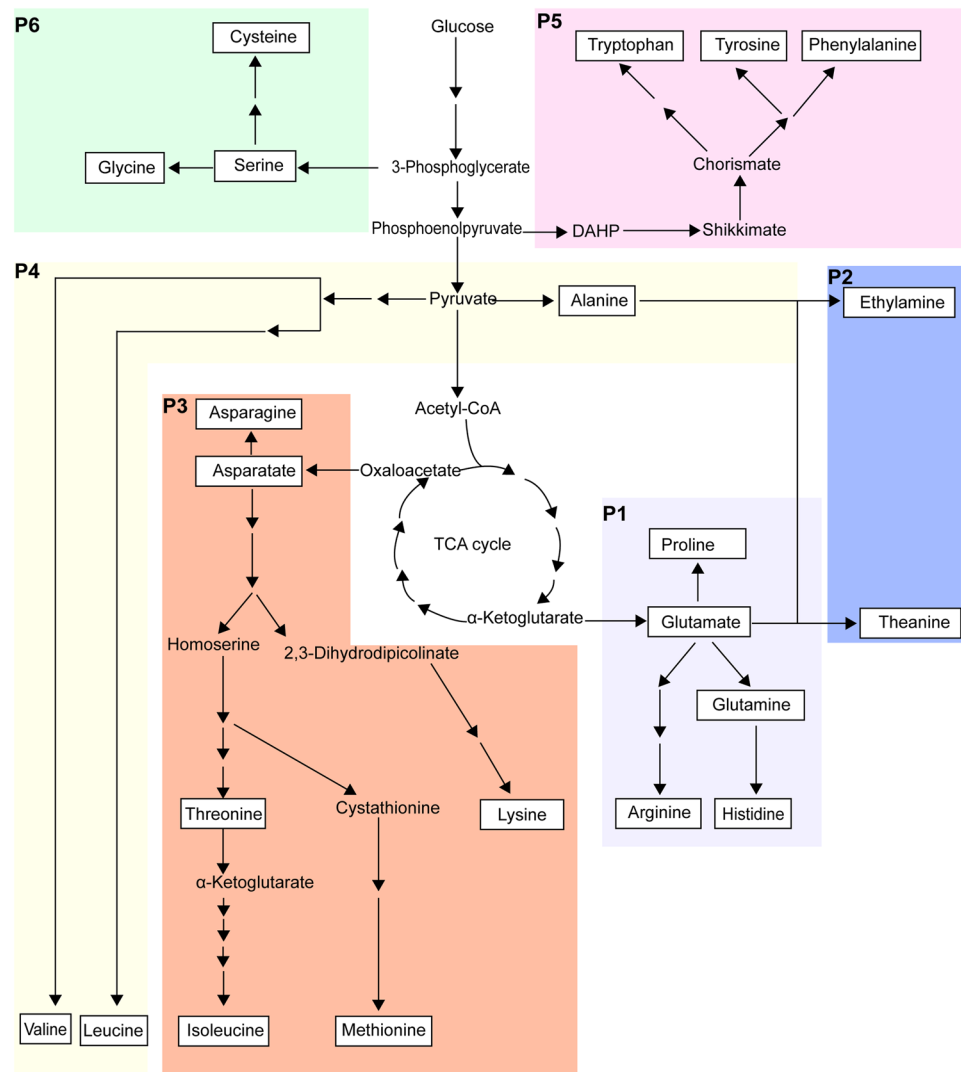 P6
Cysteine
Glycine
Serine
Glucose
3-Phosphoglycerate
Phosphoenolpyruvate
P5
Tryptophan
Tyrosine
Phenylalanine
Chorismate
DAHP
Shikkimate
P4
Pyruvate
Alanine
P2
Ethylamine
Theanine
Acetyl-CoA
Oxaloacetate
TCA cycle
α-Ketoglutarate
P3
Asparagine
Asparatate
Homoserine
2,3-Dihydrodipicolinate
Threonine
Cystathionine
Lysine
α-Ketoglutarate
Valine
Leucine
Isoleucine
Methionine
P1
Proline
Glutamate
Glutamine
Arginine
Histidine